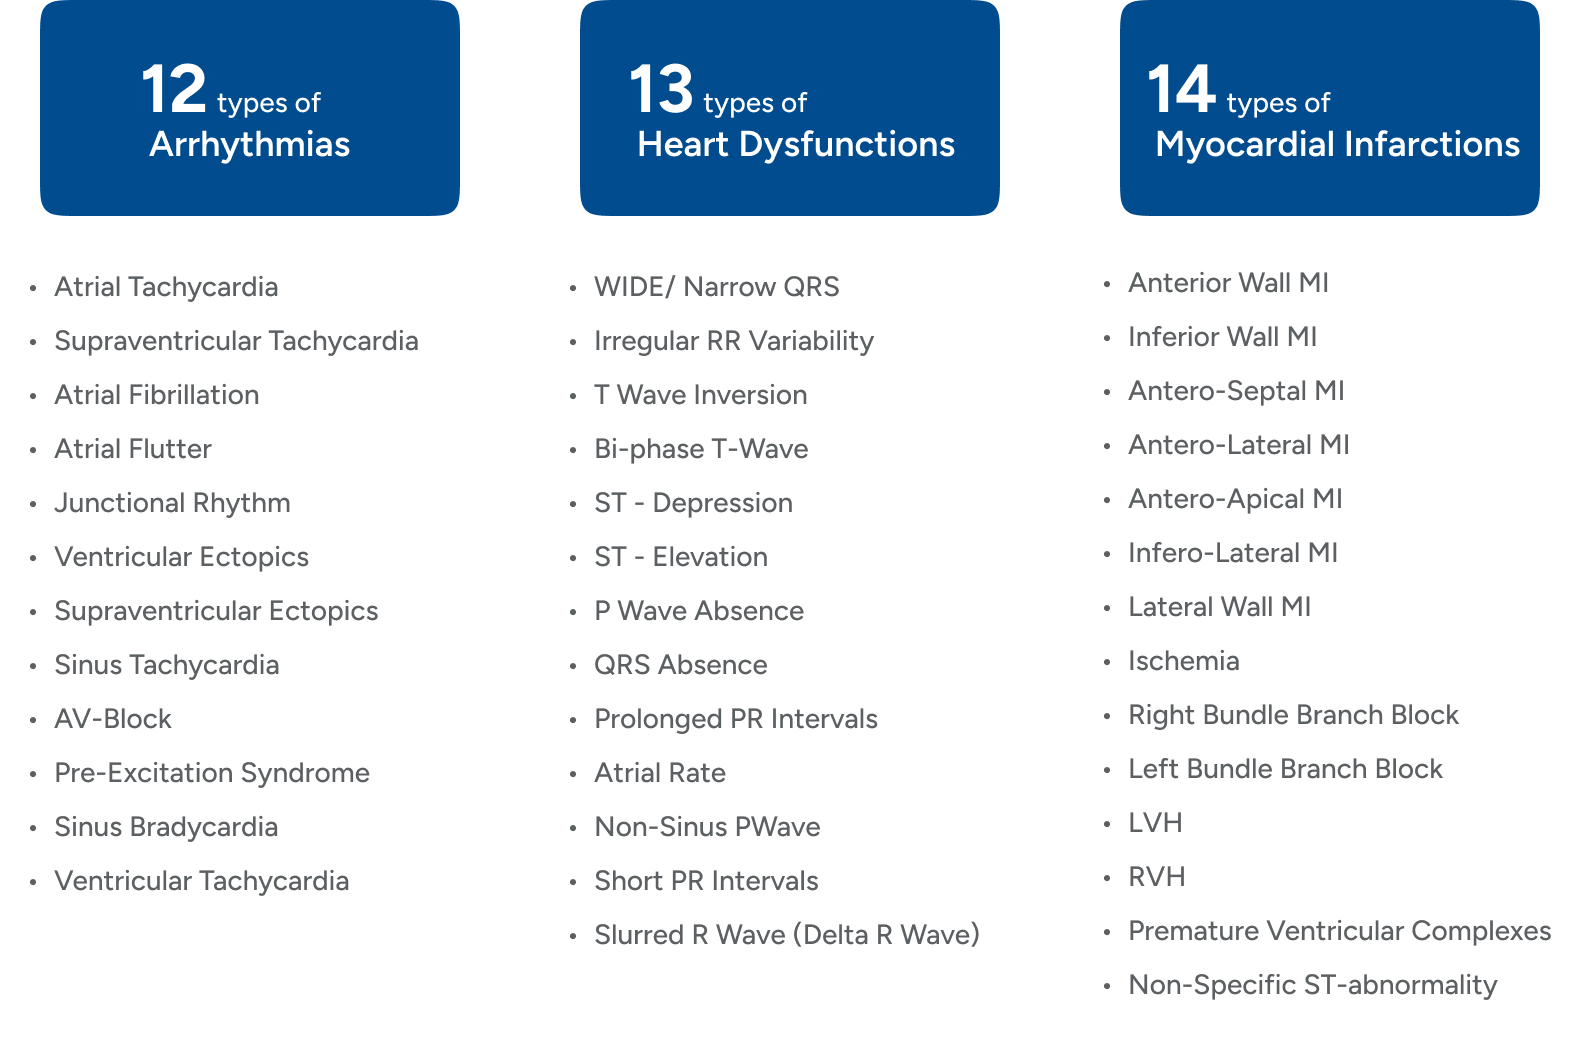 12 types of
Arrhythmias
• Atrial Tachycardia
• Supraventricular Tachycardia
• Atrial Fibrillation
• Atrial Flutter
• Junctional Rhythm
• Ventricular Ectopics
• Supraventricular Ectopics
• Sinus Tachycardia
• AV-Block
• Pre-Excitation Syndrome
• Sinus Bradycardia
• Ventricular Tachycardia
13 types of
Heart Dysfunctions
• WIDE/ Narrow QRS
• Irregular RR Variability
• T Wave Inversion
• Bi-phase T-Wave
• ST - Depression
• ST - Elevation
• P Wave Absence
• QRS Absence
• Prolonged PR Intervals
• Atrial Rate
• Non-Sinus PWave
• Short PR Intervals
• Slurred R Wave (Delta R Wave)
14 types of
Myocardial Infarctions
• Anterior Wall MI
• Inferior Wall MI
• Antero-Septal MI
• Antero-Lateral MI
• Antero-Apical MI
• Infero-Lateral MI
• Lateral Wall MI
• Ischemia
• Right Bundle Branch Block
• Left Bundle Branch Block
• LVH
• RVH
• Premature Ventricular Complexes
• Non-Specific ST-abnormality